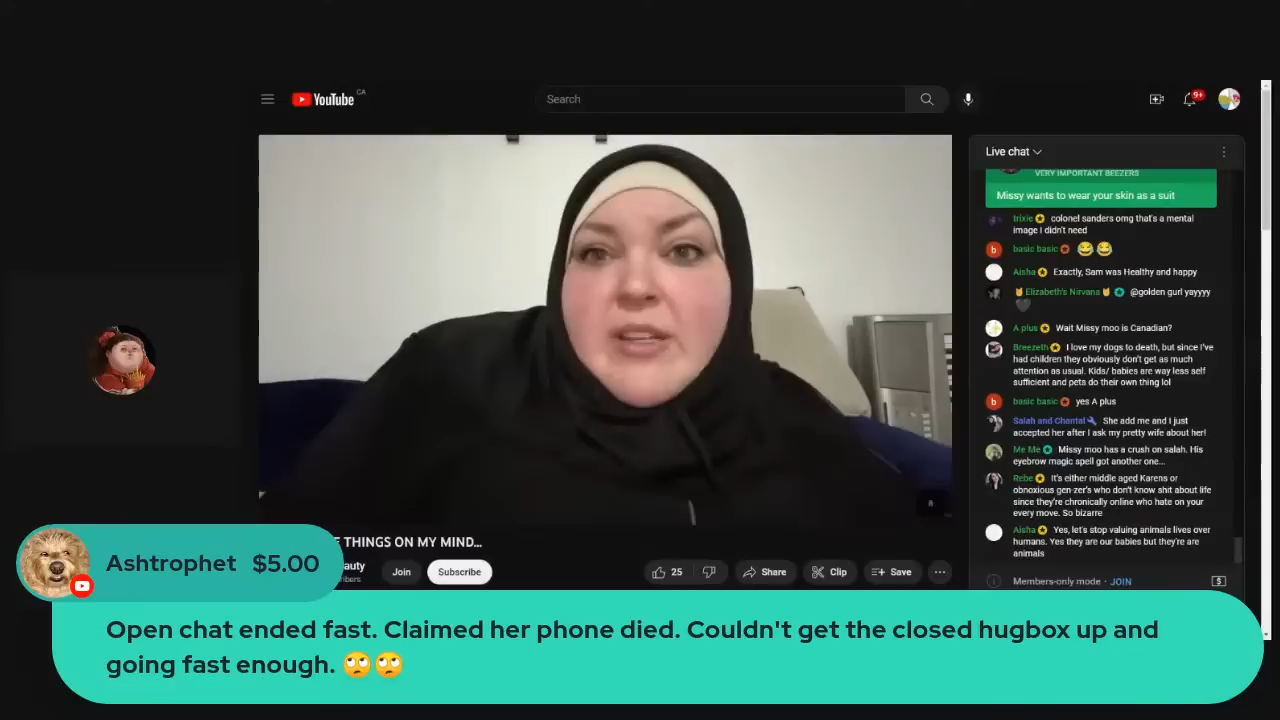 YouTube CA
Search
9+
Live chat
VERY IMPORTANT BEEZERS
Missy wants to wear your skin as a suit
trixie colonel sanders omg that's a mental
image I didn't need
b basic basic 😂😂
Aisha Exactly, Sam was Healthy and happy
🤘Elizabeth's Nirvana🤘 @golden gurl yayyyy
🖤
A plus Wait Missy moo is Canadian?
Breezeth I love my dogs to death, but since I've
had children they obviously don't get as much
attention as usual. Kids/ babies are way less self
sufficient and pets do their own thing lol
b basic basic yes A plus
Salah and Chantal She add me and I just
accepted her after I ask my pretty wife about her!
Me Me Missy moo has a crush on salah. His
eyebrow magic spell got another one...
Rebe It's either middle aged Karens or
obnoxious gen-zer's who don't know shit about life
since they're chronically online who hate on your
every move. So bizarre
Aisha Yes, let's stop valuing animals lives over
humans. Yes they are our babies but they're are
animals
Members-only mode · JOIN
THINGS ON MY MIND...
Join
Subscribe
25
Share
Clip
Save
Ashtrophet $5.00
Open chat ended fast. Claimed her phone died. Couldn't get the closed hugbox up and
going fast enough. 🙄🙄